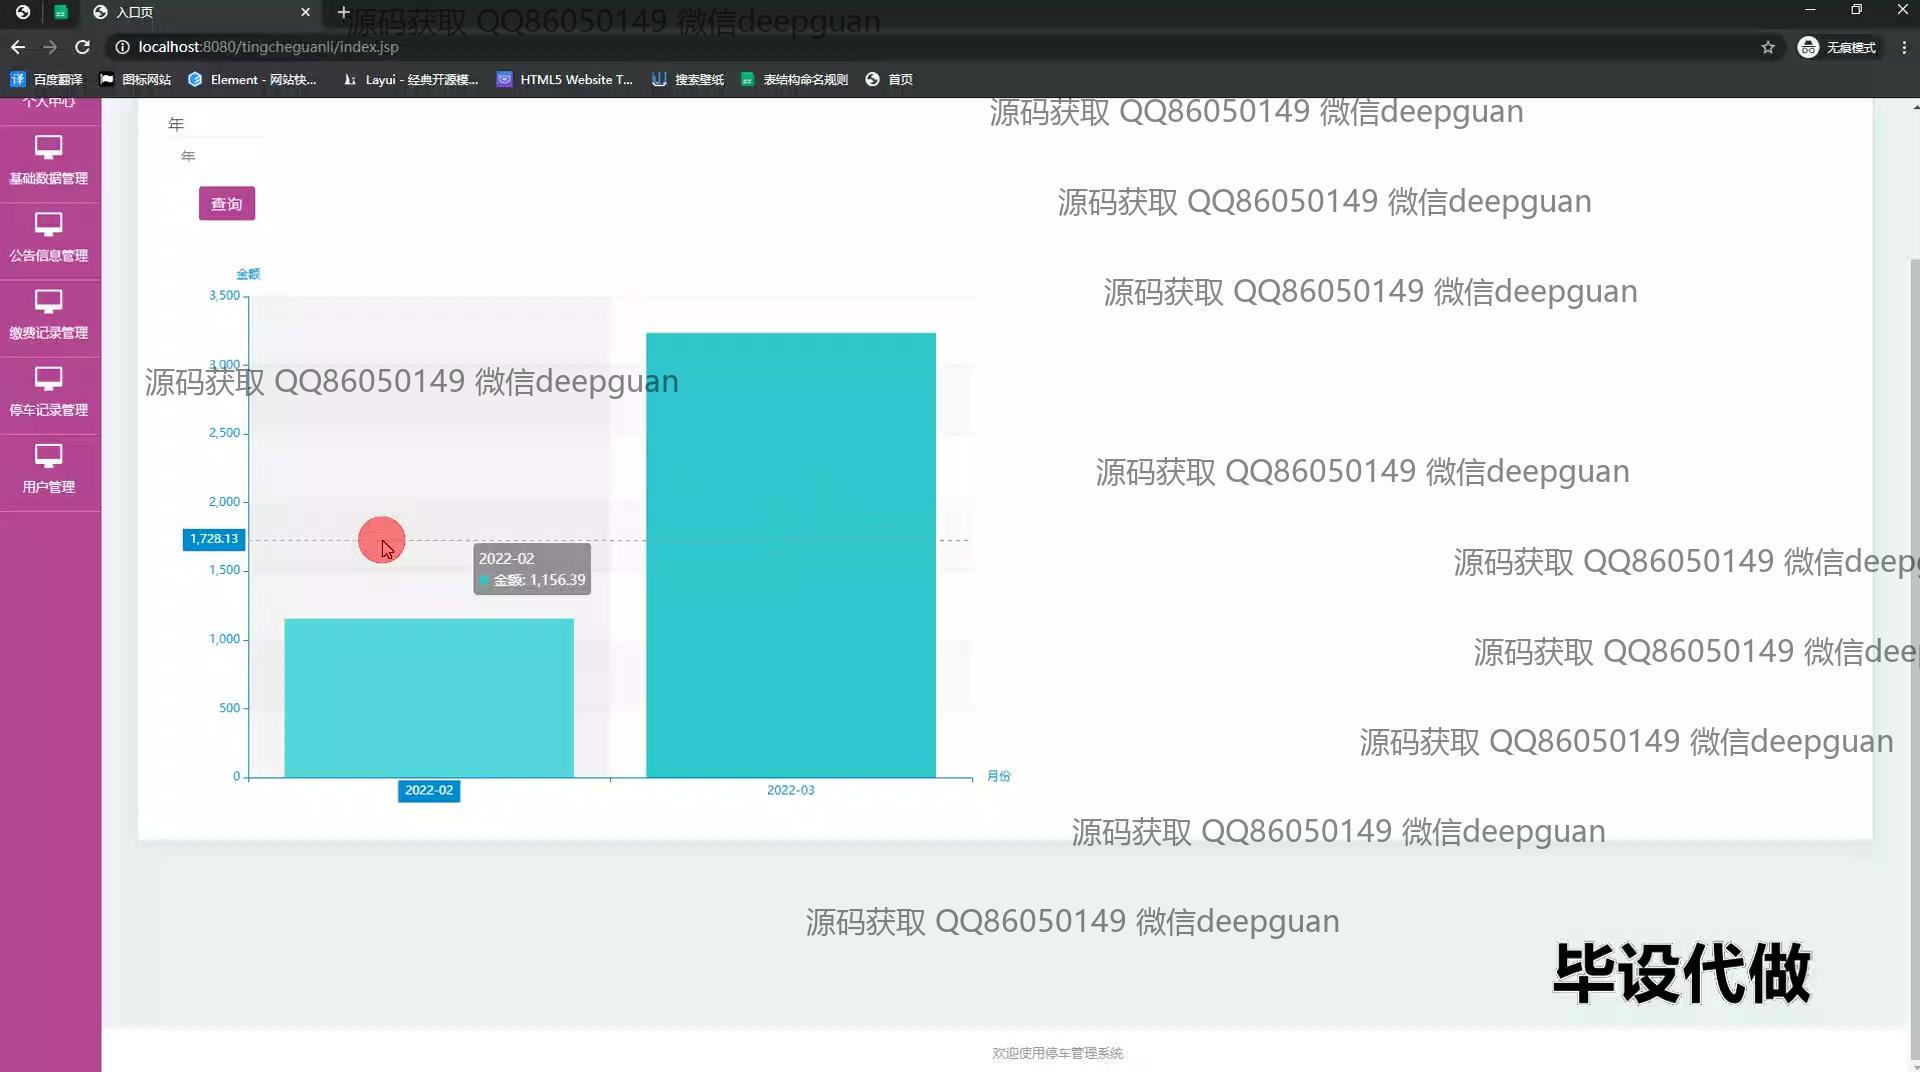 入口页
源码获取 QQ86050149 微信deepguan
localhost:8080/tingcheguanli/index.jsp
无痕模式
百度翻译
图标网站
Element - 网站快...
Layui - 经典开源模...
HTML5 Website T...
搜索壁纸
表结构命名规则
首页
个人中心
年
源码获取 QQ86050149 微信deepguan
年
基础数据管理
查询
源码获取 QQ86050149 微信deepguan
公告信息管理
金额
3,500
源码获取 QQ86050149 微信deepguan
缴费记录管理
3,000
源码获取 QQ86050149 微信deepguan
停车记录管理
2,500
源码获取 QQ86050149 微信deepguan
用户管理
2,000
1,728.13
2022-02
金额: 1,156.39
1,500
源码获取 QQ86050149 微信deep
1,000
源码获取 QQ86050149 微信dee
500
源码获取 QQ86050149 微信deepguan
0
月份
2022-02
2022-03
源码获取 QQ86050149 微信deepguan
源码获取 QQ86050149 微信deepguan
毕设代做
欢迎使用停车管理系统